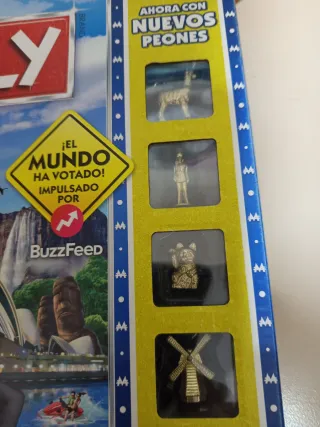 LY
AHORA CON
NUEVOS
PEONES
¡EL
MUNDO
HA VOTADO!
IMPULSADO
POR
BuzzFeed